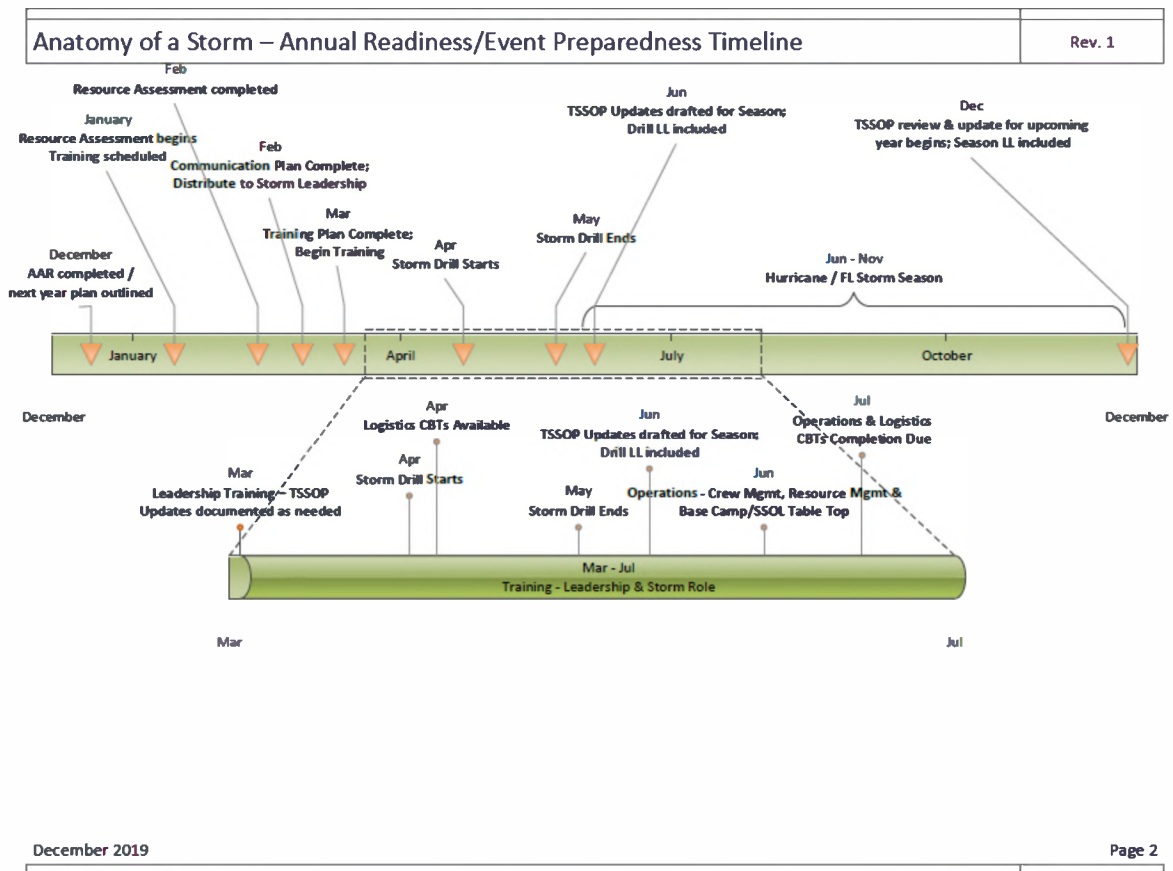 Anatomy of a Storm – Annual Readiness/Event Preparedness Timeline
Rev. 1
Feb
Resource Assessment completed
January
Resource Assessment begins
Training scheduled
Feb
Communication Plan Complete;
Distribute to Storm Leadership
Mar
Training Plan Complete;
Begin Training
December
AAR completed /
next year plan outlined
Apr
Storm Drill Starts
May
Storm Drill Ends
Jun
TSSOP Updates drafted for Season;
Drill LL included
Dec
TSSOP review & update for upcoming
year begins; Season LL included
Jun - Nov
Hurricane / FL Storm Season
January
April
July
October
December
December
Apr
Logistics CBTs Available
Jun
TSSOP Updates drafted for Season;
Drill LL included
Jul
Operations & Logistics
CBTs Completion Due
Mar
Leadership Training – TSSOP
Updates documented as needed
Apr
Storm Drill Starts
May
Storm Drill Ends
Jun
Operations - Crew Mgmt, Resource Mgmt &
Base Camp/SSOL Table Top
Mar - Jul
Training - Leadership & Storm Role
Mar
Jul
December 2019
Page 2